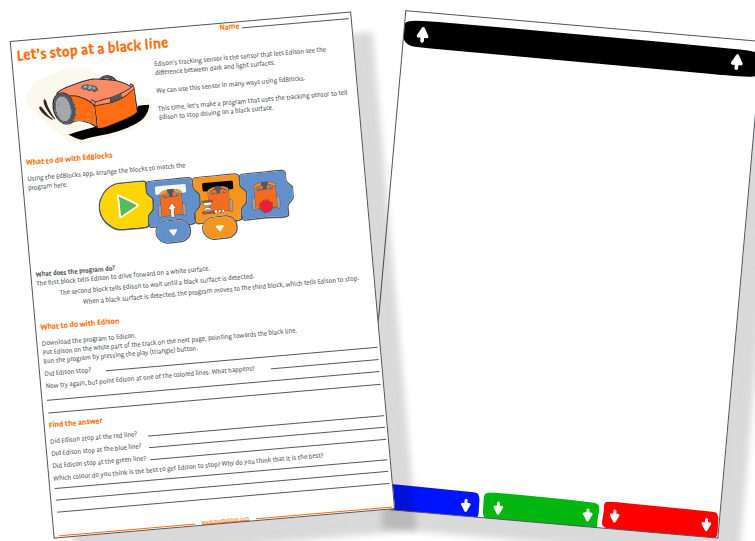 Name
Let's stop at a black line
Edison's tracking sensor is the sensor that lets Edison see the
difference between dark and light surfaces.
We can use this sensor in many ways using EdBlocks.
This time, let's make a program that uses the tracking sensor to tell
Edison to stop driving on a black surface.
What to do with EdBlocks
Using the EdBlocks app, arrange the blocks to match the
program here:
What does the program do?
The first block tells Edison to drive forward on a white surface.
The second block tells Edison to wait until a black surface is detected.
When a black surface is detected, the program moves to the third block, which tells Edison to stop.
What to do with Edison
Download the program to Edison.
Put Edison on the white part of the track on the next page, pointing towards the black line.
Run the program by pressing the play (triangle) button.
Did Edison stop?
Now try again, but point Edison at one of the colored lines. What happens?
Find the answer
Did Edison stop at the red line?
Did Edison stop at the blue line?
Did Edison stop at the green line?
Which colour do you think is the best to get Edison to stop? Why do you think that it is the best?